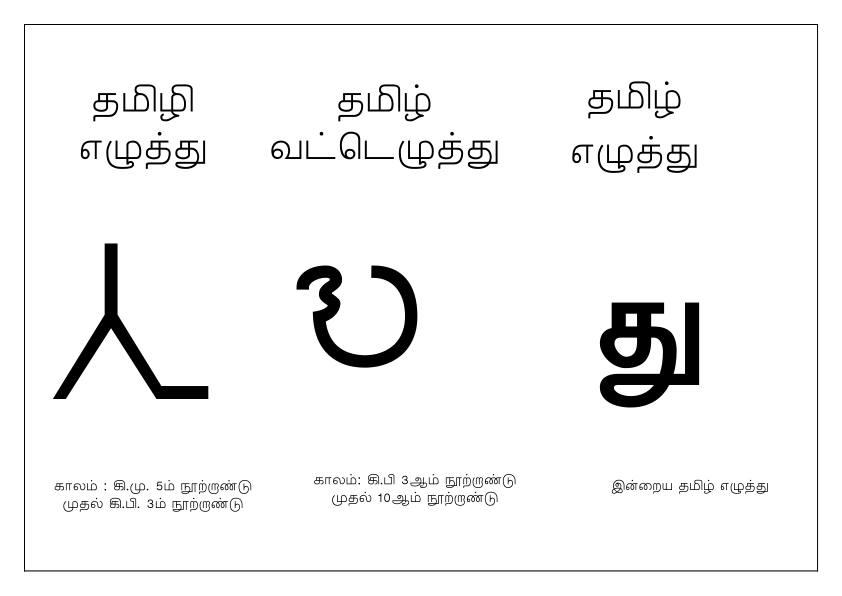 தமிழி
எழுத்து
தமிழ்
வட்டெழுத்து
தமிழ்
எழுத்து
𑀢𑀼
து
காலம் : கி.மு. 5ம் நூற்றாண்டு
முதல் கி.பி. 3ம் நூற்றாண்டு
காலம்: கி.பி 3ஆம் நூற்றாண்டு
முதல் 10ஆம் நூற்றாண்டு
இன்றைய தமிழ் எழுத்து